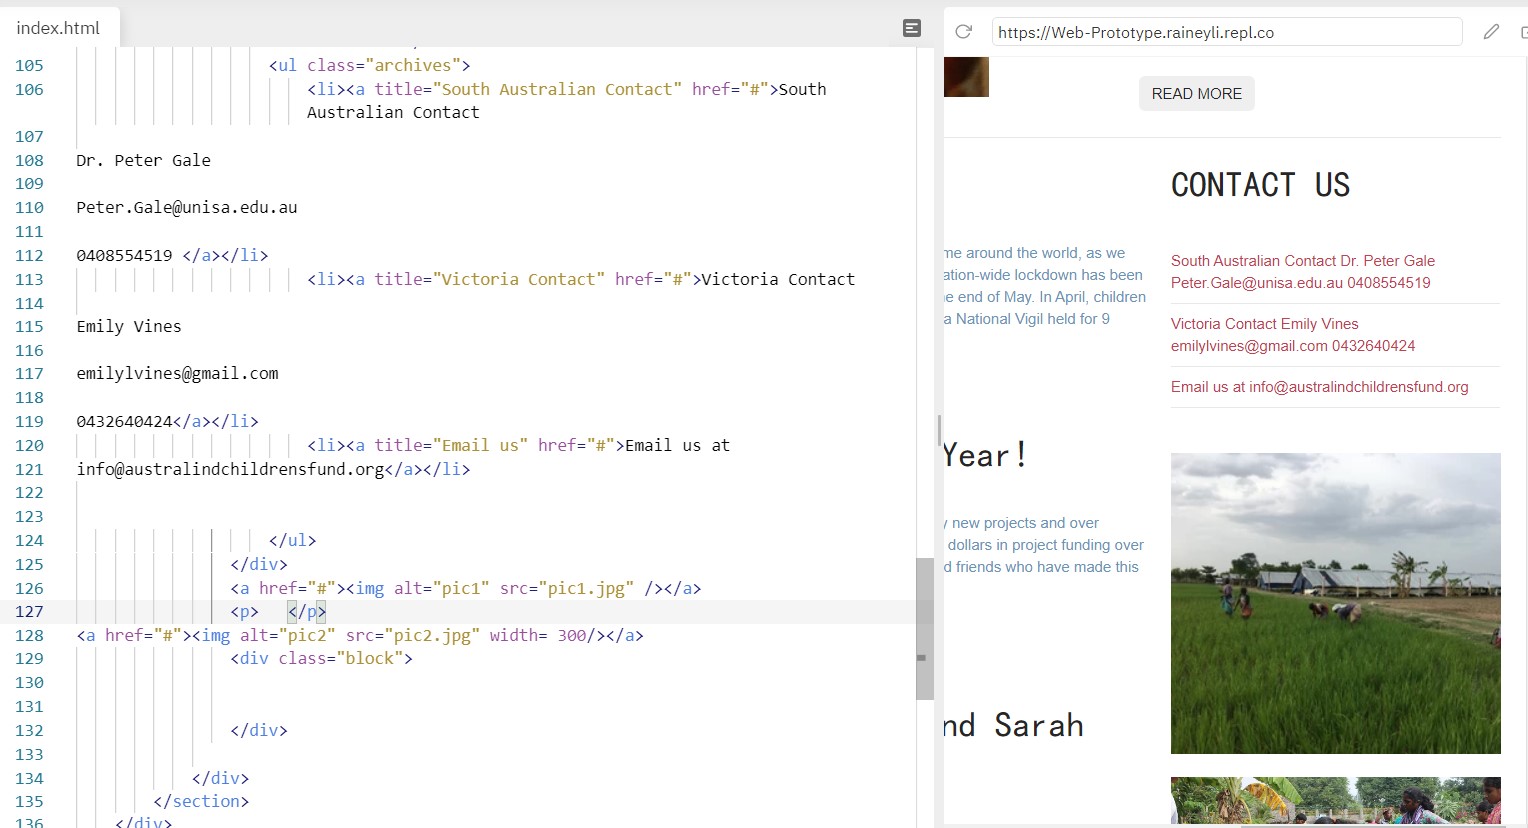 index.html
105 <ul class="archives">
106 <li><a title="South Australian Contact" href="#">South
Australian Contact
107
108 Dr. Peter Gale
109
110 Peter.Gale@unisa.edu.au
111
112 0408554519 </a></li>
113 <li><a title="Victoria Contact" href="#">Victoria Contact
114
115 Emily Vines
116
117 emilylvines@gmail.com
118
119 0432640424</a></li>
120 <li><a title="Email us" href="#">Email us at
121 info@australindchildrensfund.org</a></li>
122
123
124 </ul>
125 </div>
126 <a href="#"><img alt="pic1" src="pic1.jpg" /></a>
127 <p>   </p>
128 <a href="#"><img alt="pic2" src="pic2.jpg" width= 300/></a>
129 <div class="block">
130
131
132 </div>
133
134 </div>
135 </section>
136 </div>
https://Web-Prototype.raineyli.repl.co
READ MORE
me around the world, as we
ation-wide lockdown has been
e end of May. In April, children
a National Vigil held for 9
Year!
new projects and over
dollars in project funding over
d friends who have made this
nd Sarah
CONTACT US
South Australian Contact Dr. Peter Gale
Peter.Gale@unisa.edu.au 0408554519
Victoria Contact Emily Vines
emilylvines@gmail.com 0432640424
Email us at info@australindchildrensfund.org